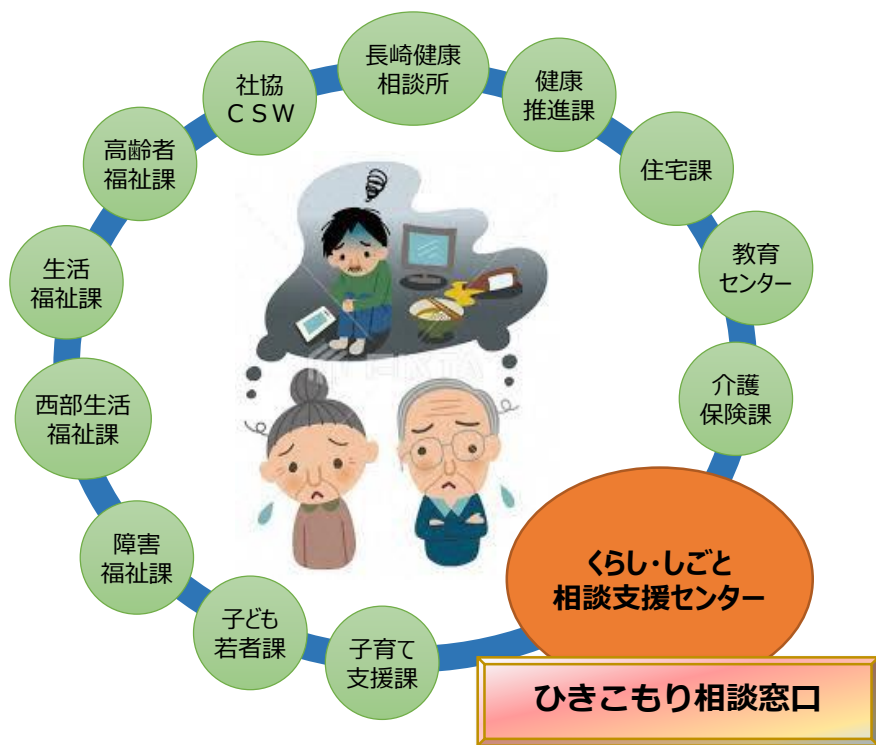 長崎健康
相談所
健康
推進課
住宅課
教育
センター
介護
保険課
くらし・しごと
相談支援センター
ひきこもり相談窓口
子育て
支援課
子ども
若者課
障害
福祉課
西部生活
福祉課
生活
福祉課
高齢者
福祉課
社協
ＣＳＷ